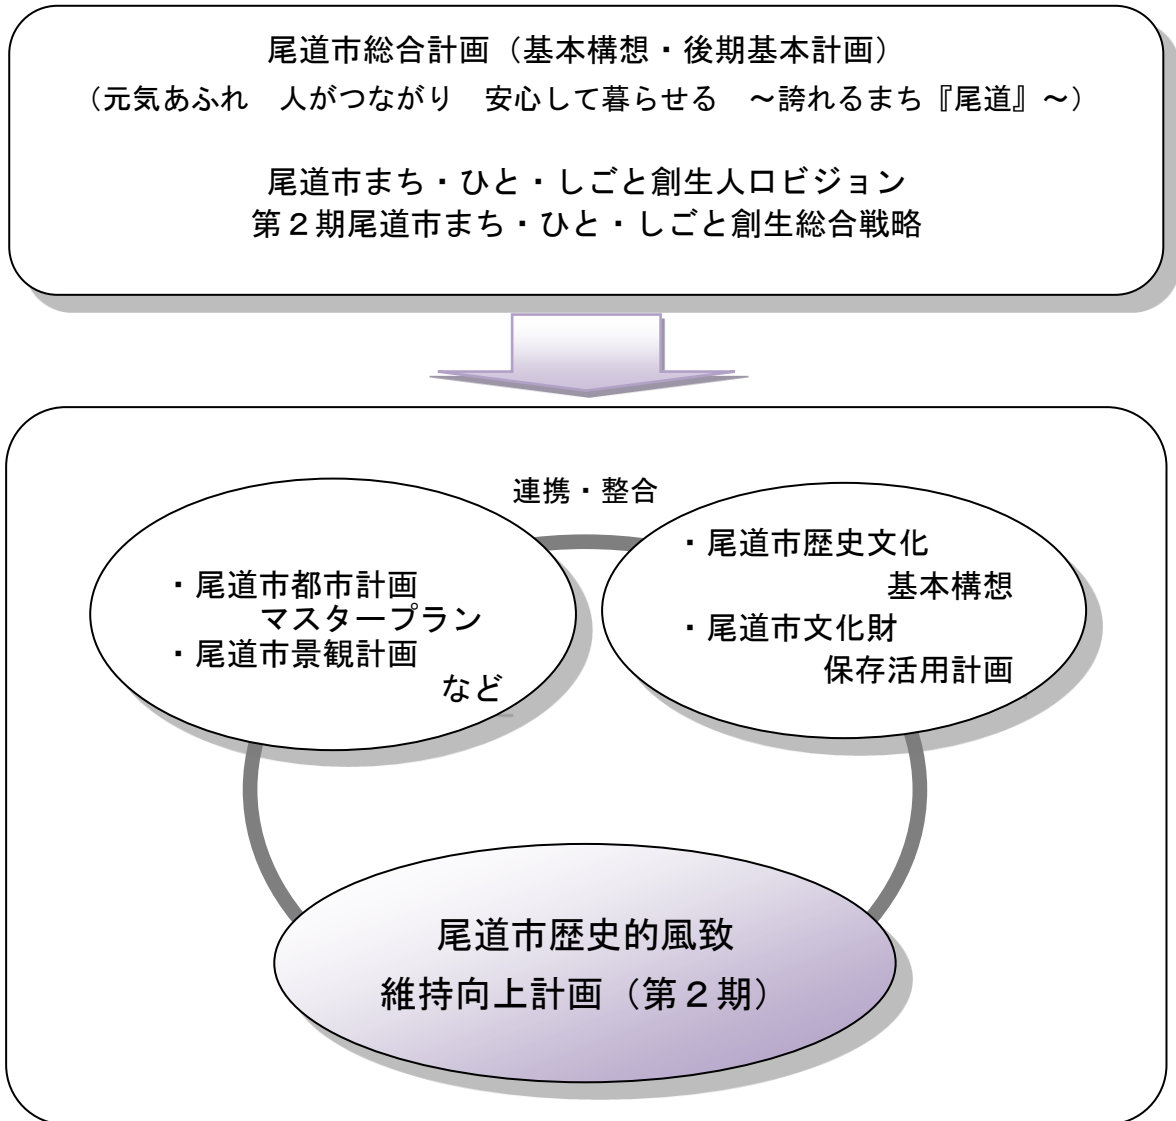 尾道市総合計画（基本構想・後期基本計画）
（元気あふれ　人がつながり　安心して暮らせる　～誇れるまち『尾道』～）
尾道市まち・ひと・しごと創生人口ビジョン
第２期尾道市まち・ひと・しごと創生総合戦略
連携・整合
・尾道市都市計画
マスタープラン
・尾道市景観計画
など
・尾道市歴史文化
基本構想
・尾道市文化財
保存活用計画
尾道市歴史的風致
維持向上計画（第２期）